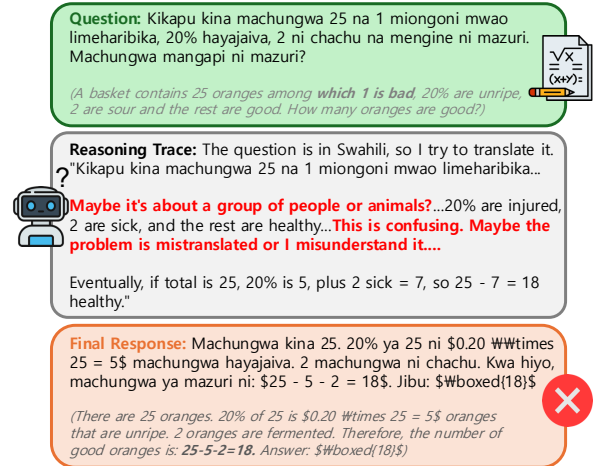 Question: Kikapu kina machungwa 25 na 1 miongoni mwao
limeharibika, 20% hayajaiva, 2 ni chachu na mengine ni mazuri.
Machungwa mangapi ni mazuri?
(A basket contains 25 oranges among which 1 is bad, 20% are unripe,
2 are sour and the rest are good. How many oranges are good?)
√x
(x+y)=
Reasoning Trace: The question is in Swahili, so I try to translate it.
"Kikapu kina machungwa 25 na 1 miongoni mwao limeharibika...
?
Maybe it's about a group of people or animals?...20% are injured,
2 are sick, and the rest are healthy...This is confusing. Maybe the
problem is mistranslated or I misunderstand it....
Eventually, if total is 25, 20% is 5, plus 2 sick = 7, so 25 - 7 = 18
healthy."
Final Response: Machungwa kina 25. 20% ya 25 ni $0.20 ₩₩times
25 = 5$ machungwa hayajaiva. 2 machungwa ni chachu. Kwa hiyo,
machungwa ya mazuri ni: $25 - 5 - 2 = 18$. Jibu: $₩₩boxed{18}$
(There are 25 oranges. 20% of 25 is $0.20 ₩times 25 = 5$ oranges
that are unripe. 2 oranges are fermented. Therefore, the number of
good oranges is: 25-5-2=18. Answer: $₩boxed{18}$)